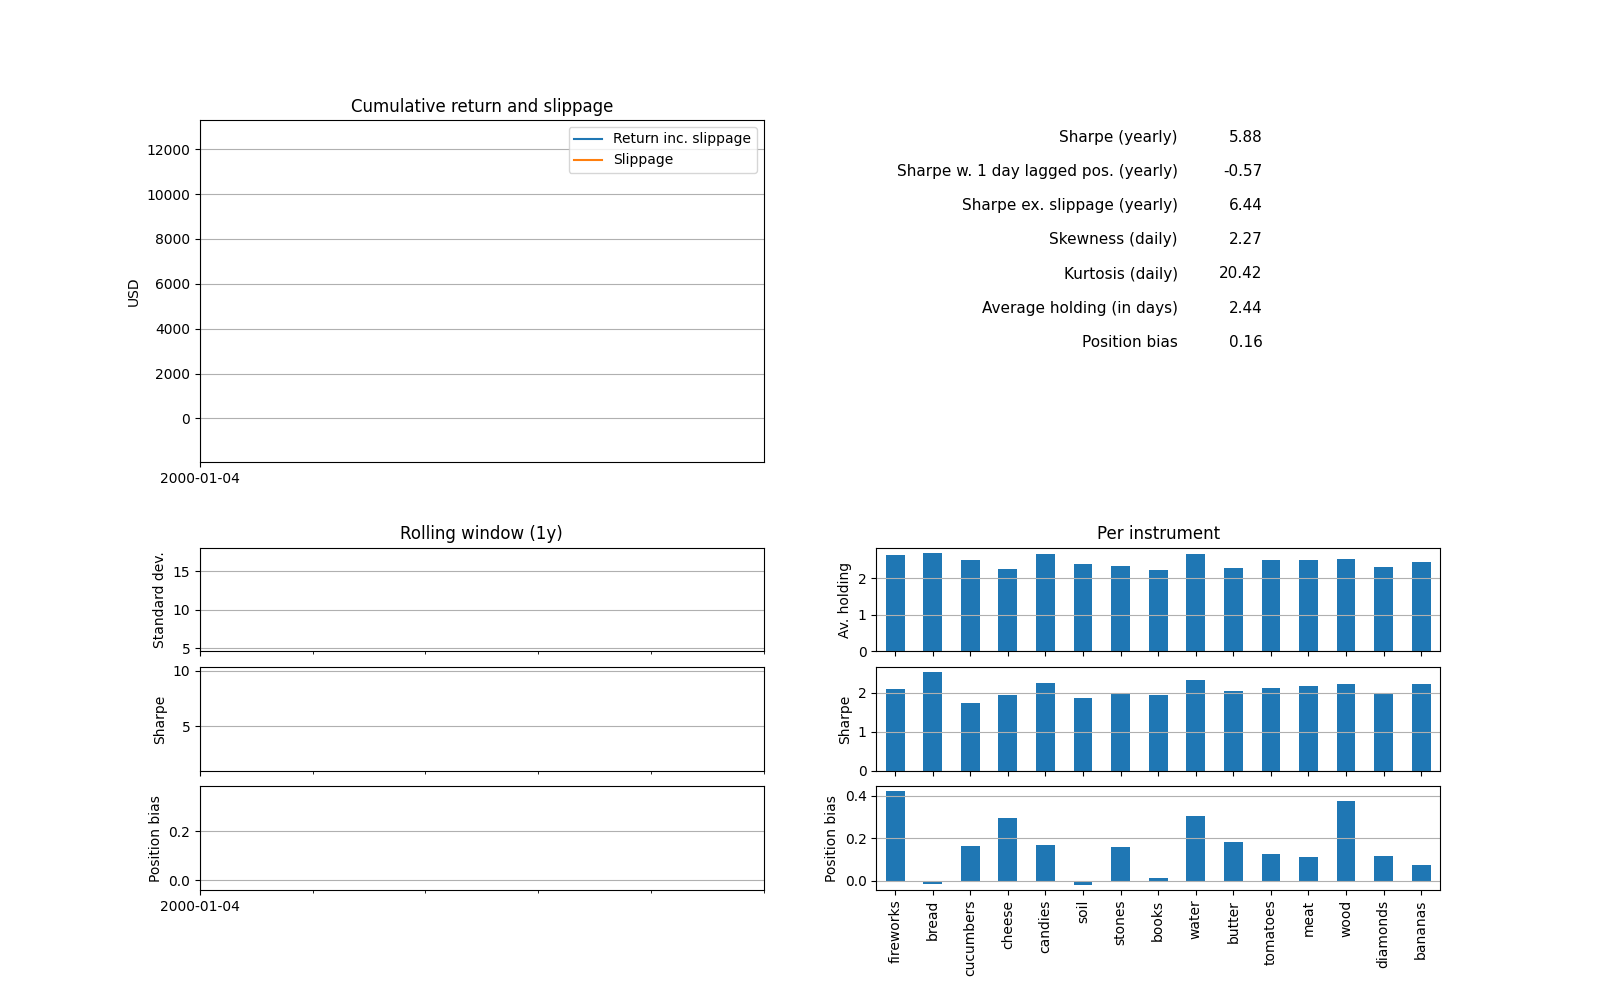 Cumulative return and slippage
Return inc. slippage
Slippage
12000
10000
8000
6000
4000
2000
0
USD
2000-01-04
Sharpe (yearly) 5.88
Sharpe w. 1 day lagged pos. (yearly) -0.57
Sharpe ex. slippage (yearly) 6.44
Skewness (daily) 2.27
Kurtosis (daily) 20.42
Average holding (in days) 2.44
Position bias 0.16
Rolling window (1y)
Standard dev.
15
10
5
Sharpe
10
5
Position bias
0.2
0.0
2000-01-04
Per instrument
Av. holding
2
1
0
Sharpe
2
1
0
Position bias
0.4
0.2
0.0
fireworks
bread
cucumbers
cheese
candies
soil
stones
books
water
butter
tomatoes
meat
wood
diamonds
bananas